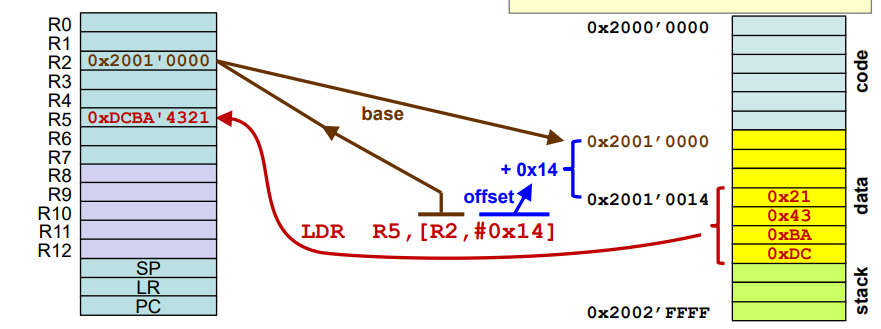 R0
R1
R2 0x2001'0000
R3
R4
R5 0xDCBA'4321
R6
R7
R8
R9
R10
R11
R12
SP
LR
PC
base
+ 0x14
offset
LDR R5,[R2,#0x14]
0x2000'0000
0x2001'0000
0x2001'0014
0x2002'FFFF
0x21
0x43
0xBA
0xDC
code
data
stack